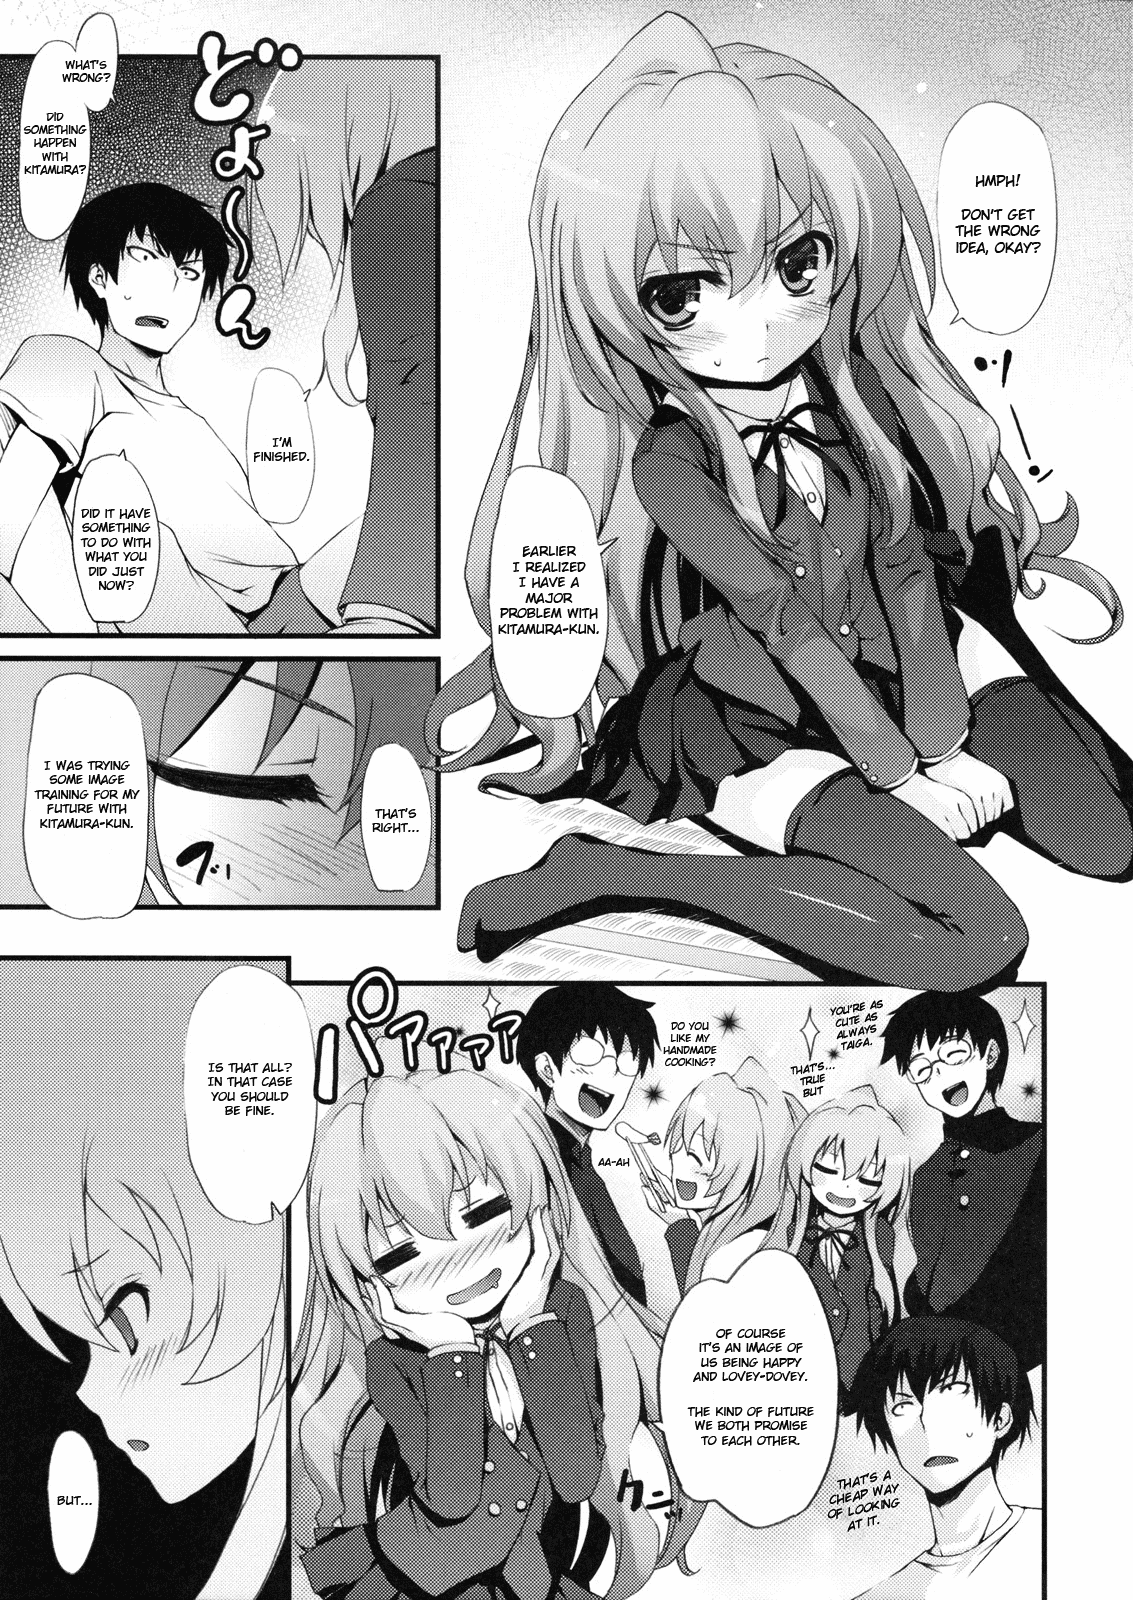 HMPH!
DON'T GET
THE WRONG
IDEA, OKAY?
EARLIER
I REALIZED
I HAVE A
MAJOR
PROBLEM WITH
KITAMURA-KUN.
WHAT'S
WRONG?
DID
SOMETHING
HAPPEN
WITH
KITAMURA?
どよ〜〜ん
I'M
FINISHED.
DID IT HAVE
SOMETHING
TO DO WITH
WHAT YOU
DID JUST
NOW?
THAT'S
RIGHT...
I WAS TRYING
SOME IMAGE
TRAINING FOR MY
FUTURE WITH
KITAMURA-KUN.
YOU'RE AS
CUTE AS
ALWAYS
TAIGA.
THAT'S...
TRUE
BUT
DO YOU
LIKE MY
HANDMADE
COOKING?
AA-AH
パアァァァ
OF COURSE
IT'S AN IMAGE OF
US BEING HAPPY
AND LOVEY-DOVEY.
THE KIND OF FUTURE
WE BOTH PROMISE
TO EACH OTHER.
THAT'S A
CHEAP WAY
OF LOOKING
AT IT.
IS THAT ALL?
IN THAT CASE
YOU SHOULD
BE FINE.
BUT...